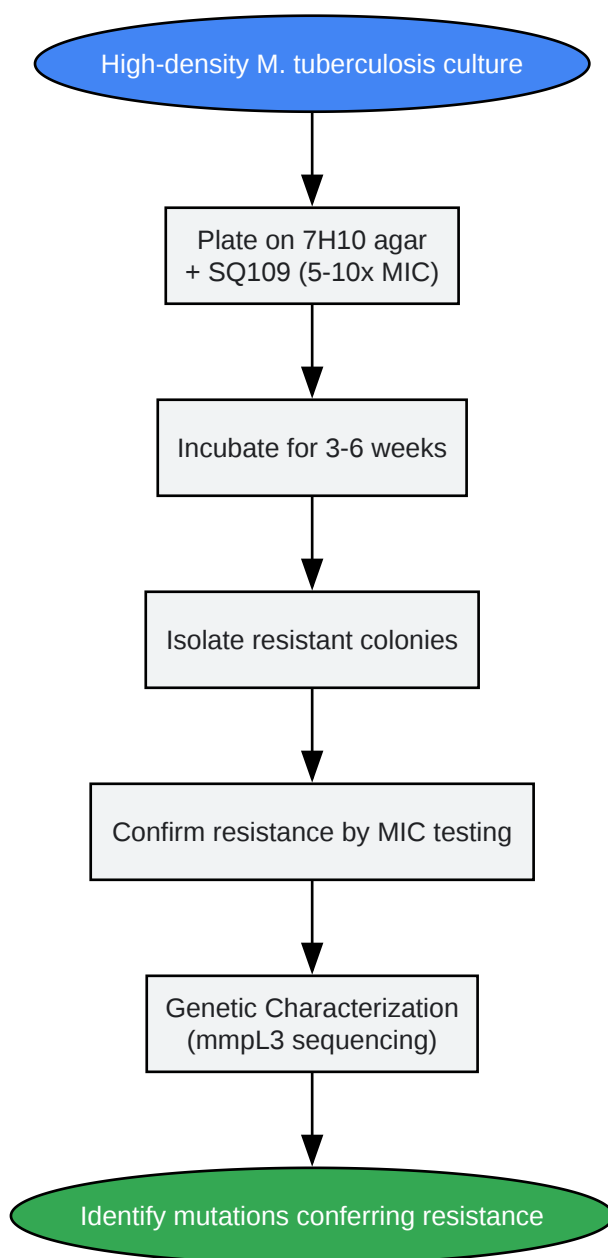 High-density M. tuberculosis culture
Plate on 7H10 agar
+ SQ109 (5-10x MIC)
Incubate for 3-6 weeks
Isolate resistant colonies
Confirm resistance by MIC testing
Genetic Characterization
(mmpL3 sequencing)
Identify mutations conferring resistance